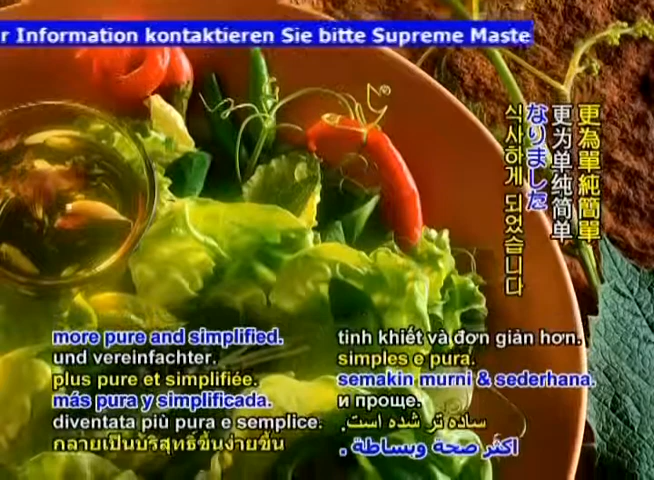 r Information kontaktieren Sie bitte Supreme Maste
更為單純簡單
更为单纯简单
なりました
식사하게 되었습니다
more pure and simplified.
und vereinfachter.
plus pure et simplifiée.
más pura y simplificada.
diventata più pura e semplice.
กลายเป็นบริสุทธิ์ขึ้นง่ายขึ้น
tinh khiết và đơn giản hơn.
simples e pura.
semakin murni & sederhana.
и проще.
ساده تر شده است.
اكثر صحة وبساطة .